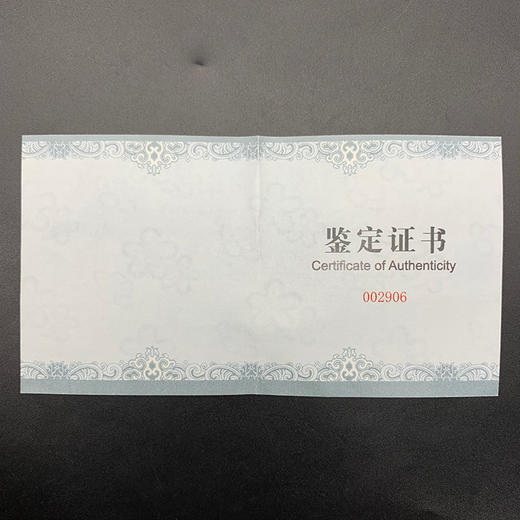 鉴定证书
Certificate of Authenticity
002906